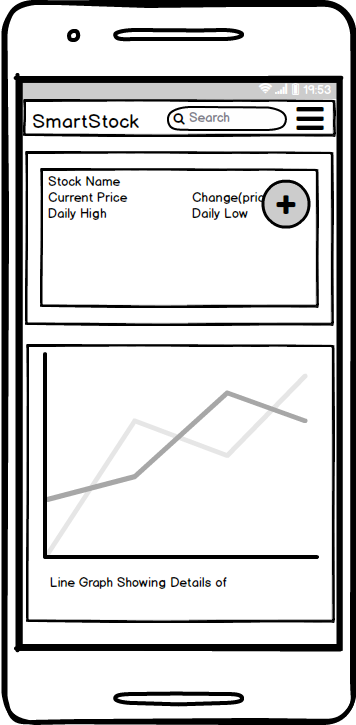 19:53
SmartStock
Search
Stock Name
Current Price Change(pric
Daily High Daily Low
Line Graph Showing Details of